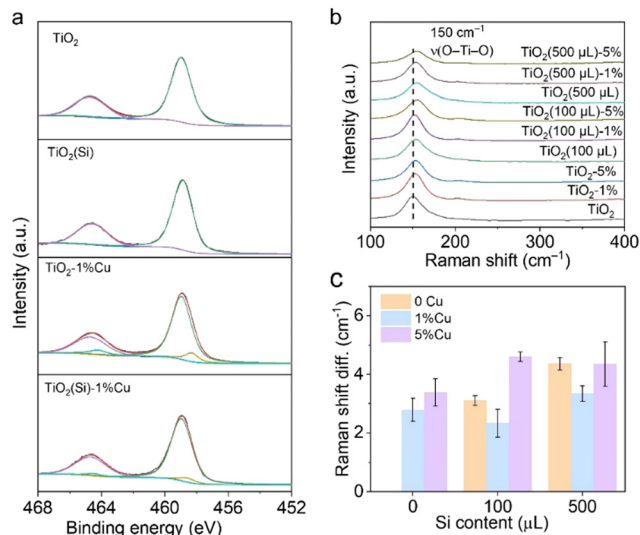 a
TiO₂
TiO₂(Si)
TiO₂-1%Cu
TiO₂(Si)-1%Cu
Intensity (a.u.)
468 464 460 456 452
Binding energy (eV)
b
150 cm⁻¹
ν(O–Ti–O)
TiO₂(500 μL)-5%
TiO₂(500 μL)-1%
TiO₂(500 μL)
TiO₂(100 μL)-5%
TiO₂(100 μL)-1%
TiO₂(100 μL)
TiO₂-5%
TiO₂-1%
TiO₂
Intensity (a.u.)
100 200 300 400
Raman shift (cm⁻¹)
c
0 Cu
1%Cu
5%Cu
6
4
2
0
Raman shift diff. (cm⁻¹)
0 100 500
Si content (μL)